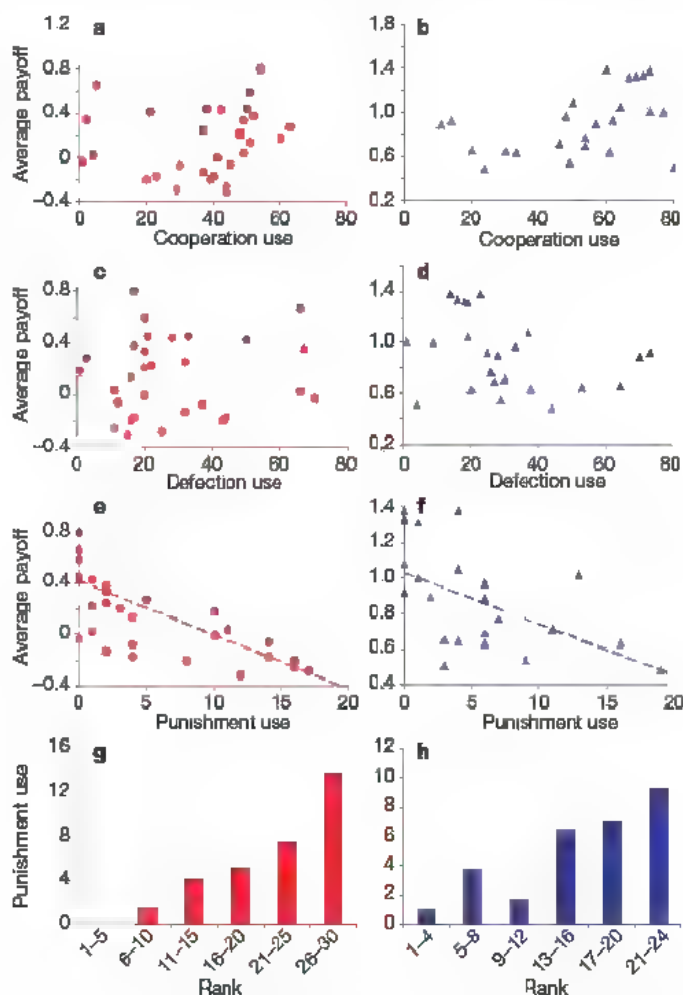 a
1.2
0.8
0.4
0
−0.4
Average payoff
0 20 40 60 80
Cooperation use
b
1.8
1.4
1.0
0.6
0.2
0 20 40 60 80
Cooperation use
c
0.8
0.4
0
−0.4
Average payoff
0 20 40 60 80
Defection use
d
1.4
1.0
0.6
0.2
0 20 40 60 80
Defection use
e
0.8
0.4
0
−0.4
Average payoff
0 5 10 15 20
Punishment use
f
1.4
1.2
1.0
0.8
0.6
0.4
0 5 10 15 20
Punishment use
g
16
12
8
4
0
Punishment use
1–5 6–10 11–15 16–20 21–25 26–30
Rank
h
12
10
8
6
4
2
0
1–4 5–8 9–12 13–16 17–20 21–24
Rank